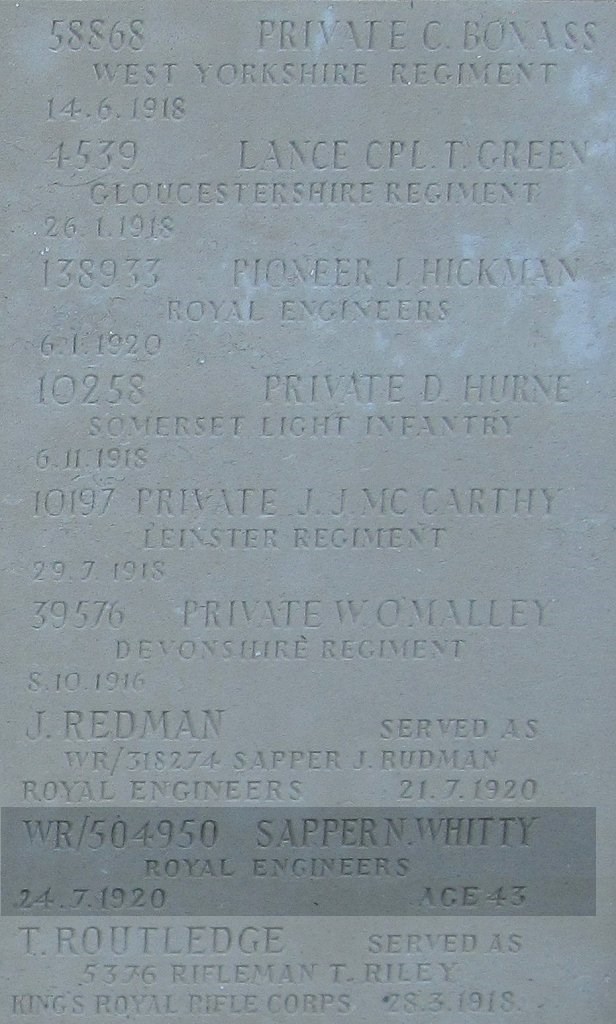 58868 PRIVATE C. BONASS
WEST YORKSHIRE REGIMENT
14.6.1918
4539 LANCE CPL. T. GREEN
GLOUCESTERSHIRE REGIMENT
26.1.1918
138933 PIONEER J. HICKMAN
ROYAL ENGINEERS
6.1.1920
10258 PRIVATE D. HURNE
SOMERSET LIGHT INFANTRY
6.11.1918
10197 PRIVATE J. J. MC CARTHY
LEINSTER REGIMENT
29.7.1918
39576 PRIVATE W. O'MALLEY
DEVONSHIRE REGIMENT
8.10.1916
J. REDMAN SERVED AS
WR/318274 SAPPER J. RUDMAN
ROYAL ENGINEERS 21.7.1920
WR/504950 SAPPER N. WHITTY
ROYAL ENGINEERS
24.7.1920 AGE 43
T. ROUTLEDGE SERVED AS
5376 RIFLEMAN T. RILEY
KINGS ROYAL RIFLE CORPS 28.3.1918.